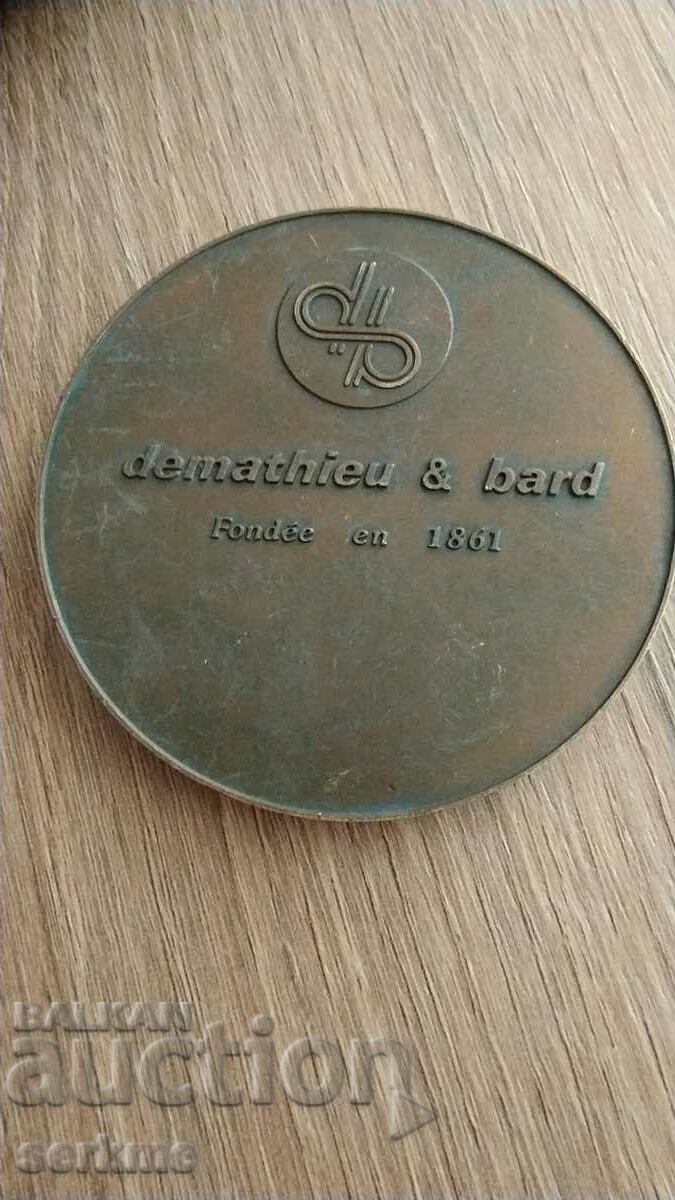 demathieu & bard
Fondée en 1861
BALKAN
auction
serkme